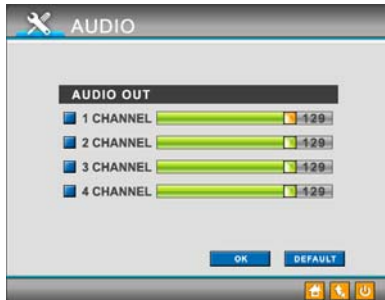 AUDIO
AUDIO OUT
1 CHANNEL 129
2 CHANNEL 129
3 CHANNEL 129
4 CHANNEL 129
OK DEFAULT